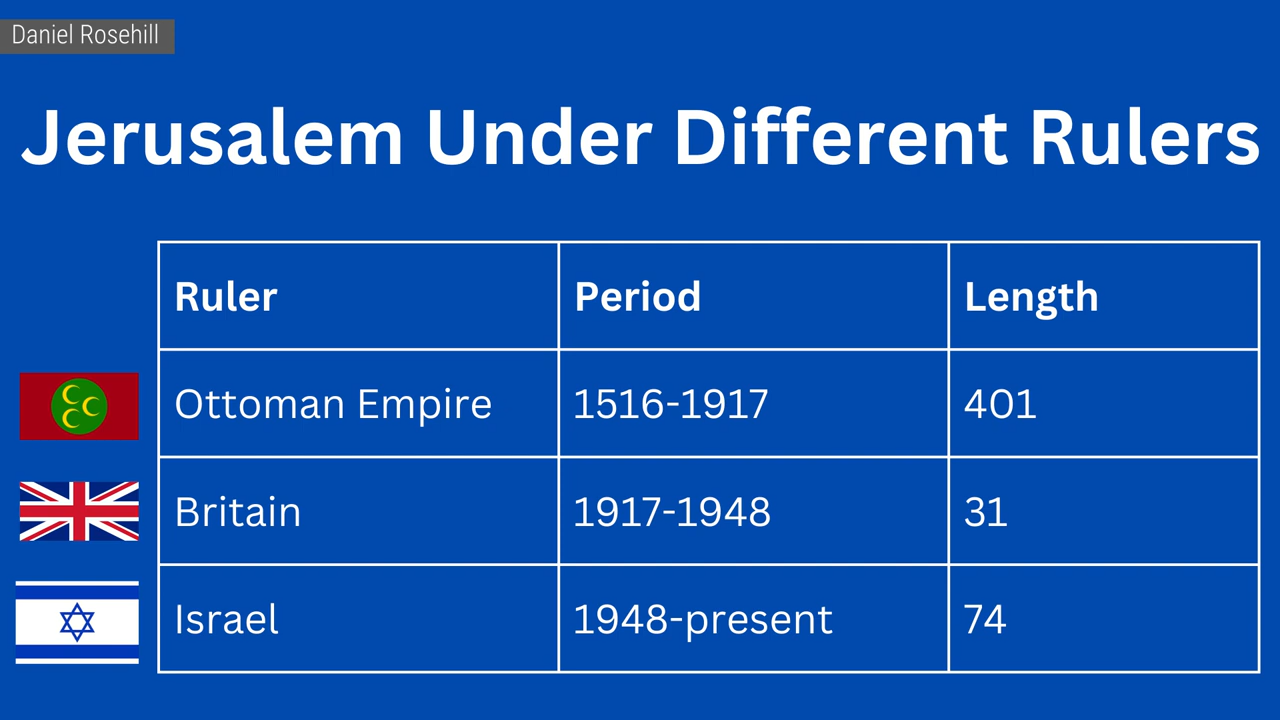 Daniel Rosehill
Jerusalem Under Different Rulers
Ruler Period Length
Ottoman Empire 1516-1917 401
Britain 1917-1948 31
Israel 1948-present 74